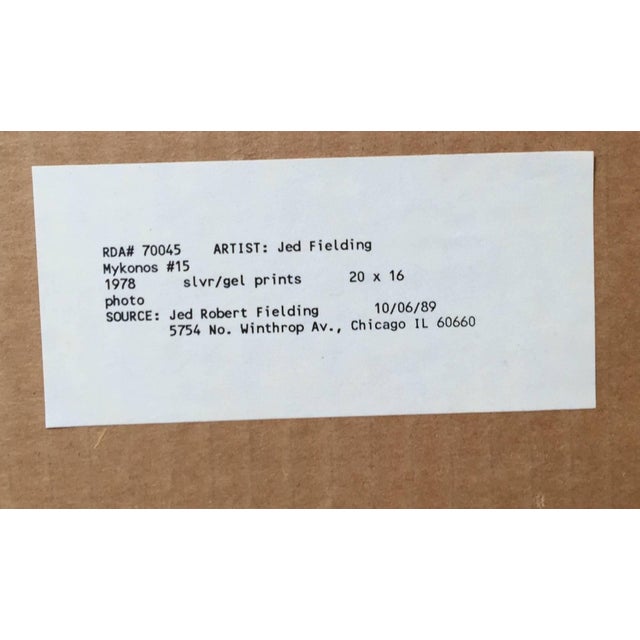 RDA# 70045 ARTIST: Jed Fielding
Mykonos #15
1978 slvr/gel prints 20 x 16
photo
SOURCE: Jed Robert Fielding 10/06/89
5754 No. Winthrop Av., Chicago IL 60660